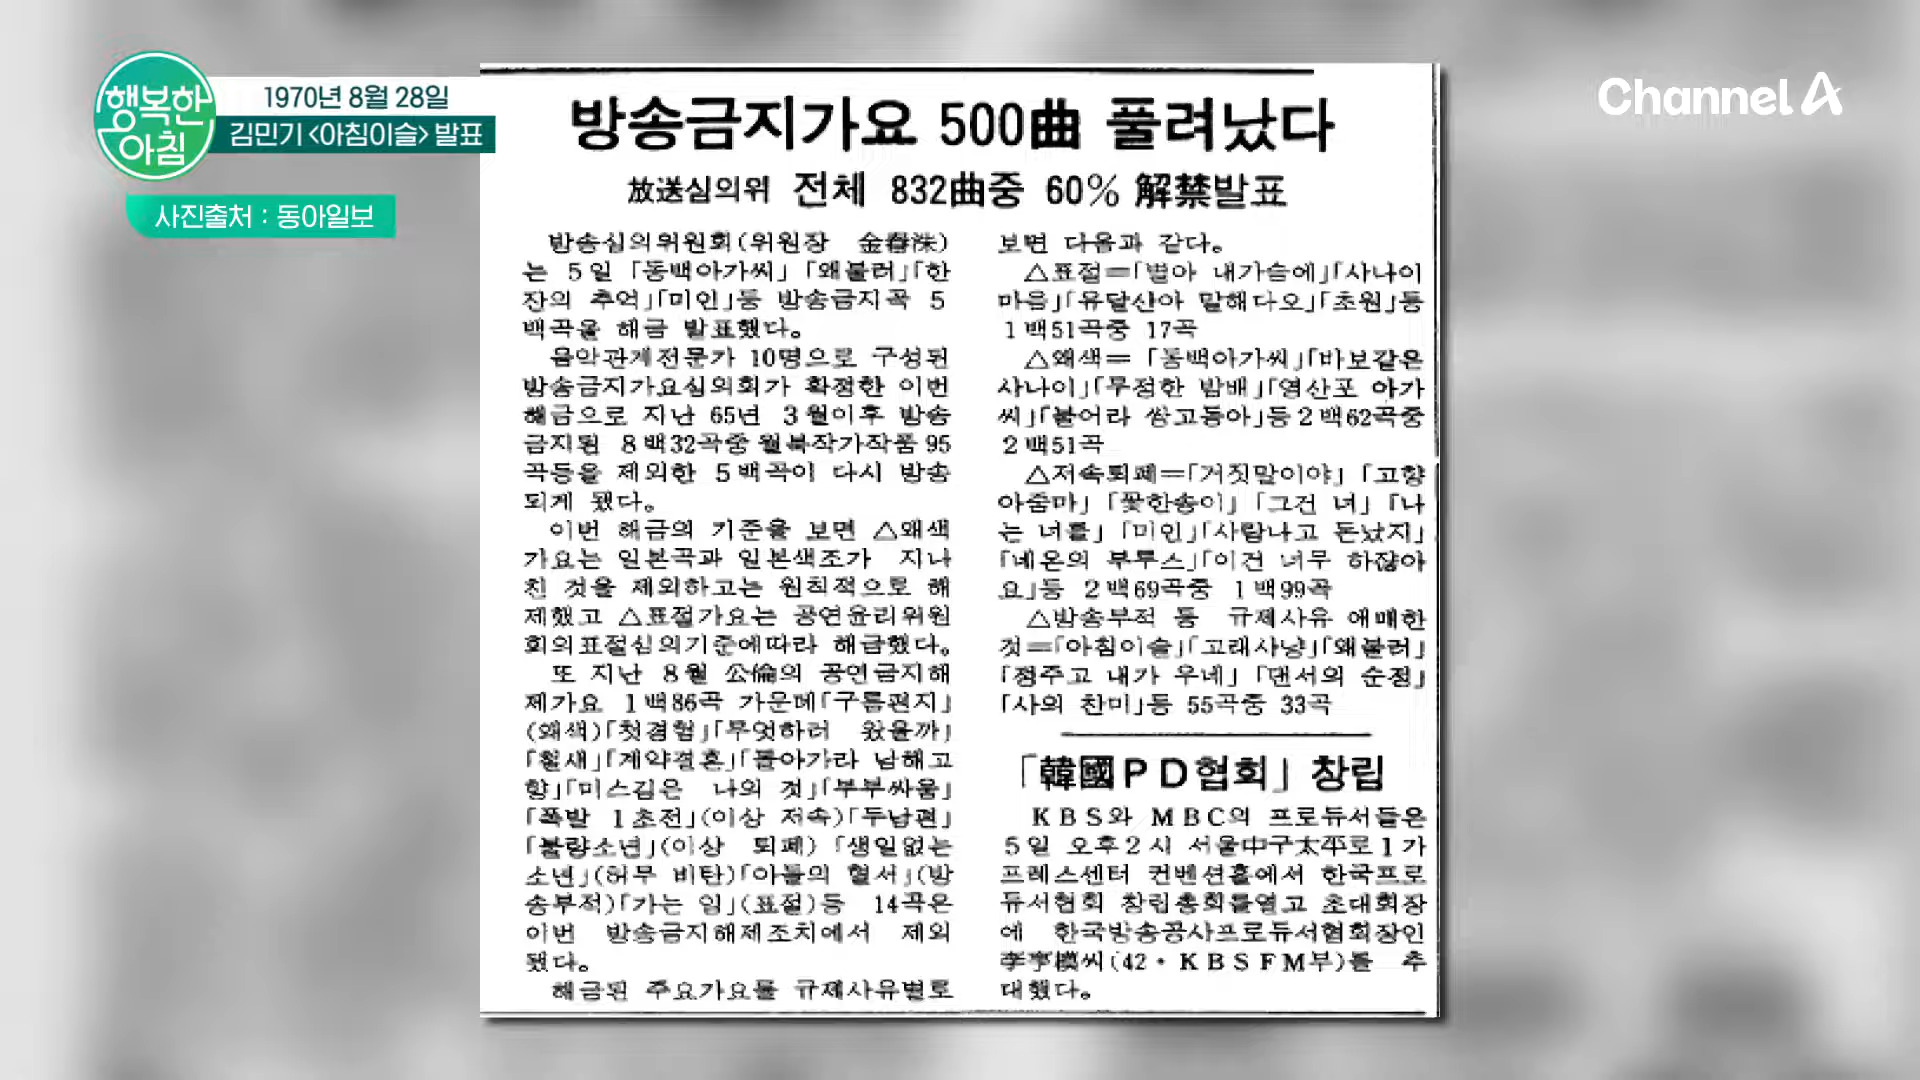 행복한
아침
1970년 8월 28일
김민기 <아침이슬> 발표
사진출처 : 동아일보
Channel A
방송금지가요 500曲 풀려났다
放送심의위 전체 832曲중 60% 解禁발표
방송심의위원회(위원장
는 5일 「동백아가씨」「왜불러」「한
잔의 추억」「미인」등 방송금지곡 5
백곡을 해금 발표했다.
음악관계전문가 10명으로 구성된
방송금지가요심의회가 확정한 이번
해금으로 지난 65년 3월이후 방송
금지된 8백32곡중 월북작가작품 95
곡등을 제외한 5백곡이 다시 방송
되게 됐다.
이번 해금의 기준을 보면 △왜색
가요는 일본곡과 일본색조가 지나
친 것을 제외하고는 원칙적으로 해
제했고 △표절가요는 공연윤리위원
회의표절심의기준에따라 해금했다.
또 지난 8월 公倫의 공연금지해
제가요 1백86곡 가운데「구름편지」
(왜색)「첫경험」「무엇하러 왔을까」
「철새」「계약결혼」「돌아가라 남해고
향」「미스김은 나의 것」「부부싸움」
「폭발 1초전」(이상 저속)「두남편」
「불량소년」(이상 퇴폐) 「생일없는
소년」(허무 비탄)「아들의 혈서」(방
송부적)「가는 임」(표절)등 14곡은
이번 방송금지해제조치에서 제외
됐다.
해금된 주요가요를 규제사유별로
보면 다음과 같다.
△표절=「별아 내가슴에」「사나이
마음」「유달산아 말해다오」「초원」등
1백51곡중 17곡
△왜색= 「동백아가씨」「바보같은
사나이」「무정한 밤배」「영산포 아가
씨」「불어라 쌍고동아」등 2백62곡중
2백51곡
△저속퇴폐=「거짓말이야」 「고향
아줌마」 「꽃한송이」 「그건 너」 「나
는 너를」 「미인」「사람나고 돈났지」
「네온의 부루스」「이건 너무 하잖아
요」등 2백69곡중 1백99곡
△방송부적 등 규제사유 애매한
것=「아침이슬」「고래사냥」「왜불러」
「정주고 내가 우네」 「댄서의 순정」
「사의 찬미」등 55곡중 33곡
「韓國PD협회」 창립
KBS와 MBC의 프로듀서들은
5일 오후2시 서울中구太平로1가
프레스센터 컨벤션홀에서 한국프로
듀서협회 창립총회를열고 초대회장
에 한국방송공사프로듀서협회장인
씨(42·KBSFM부)를 추
대했다.